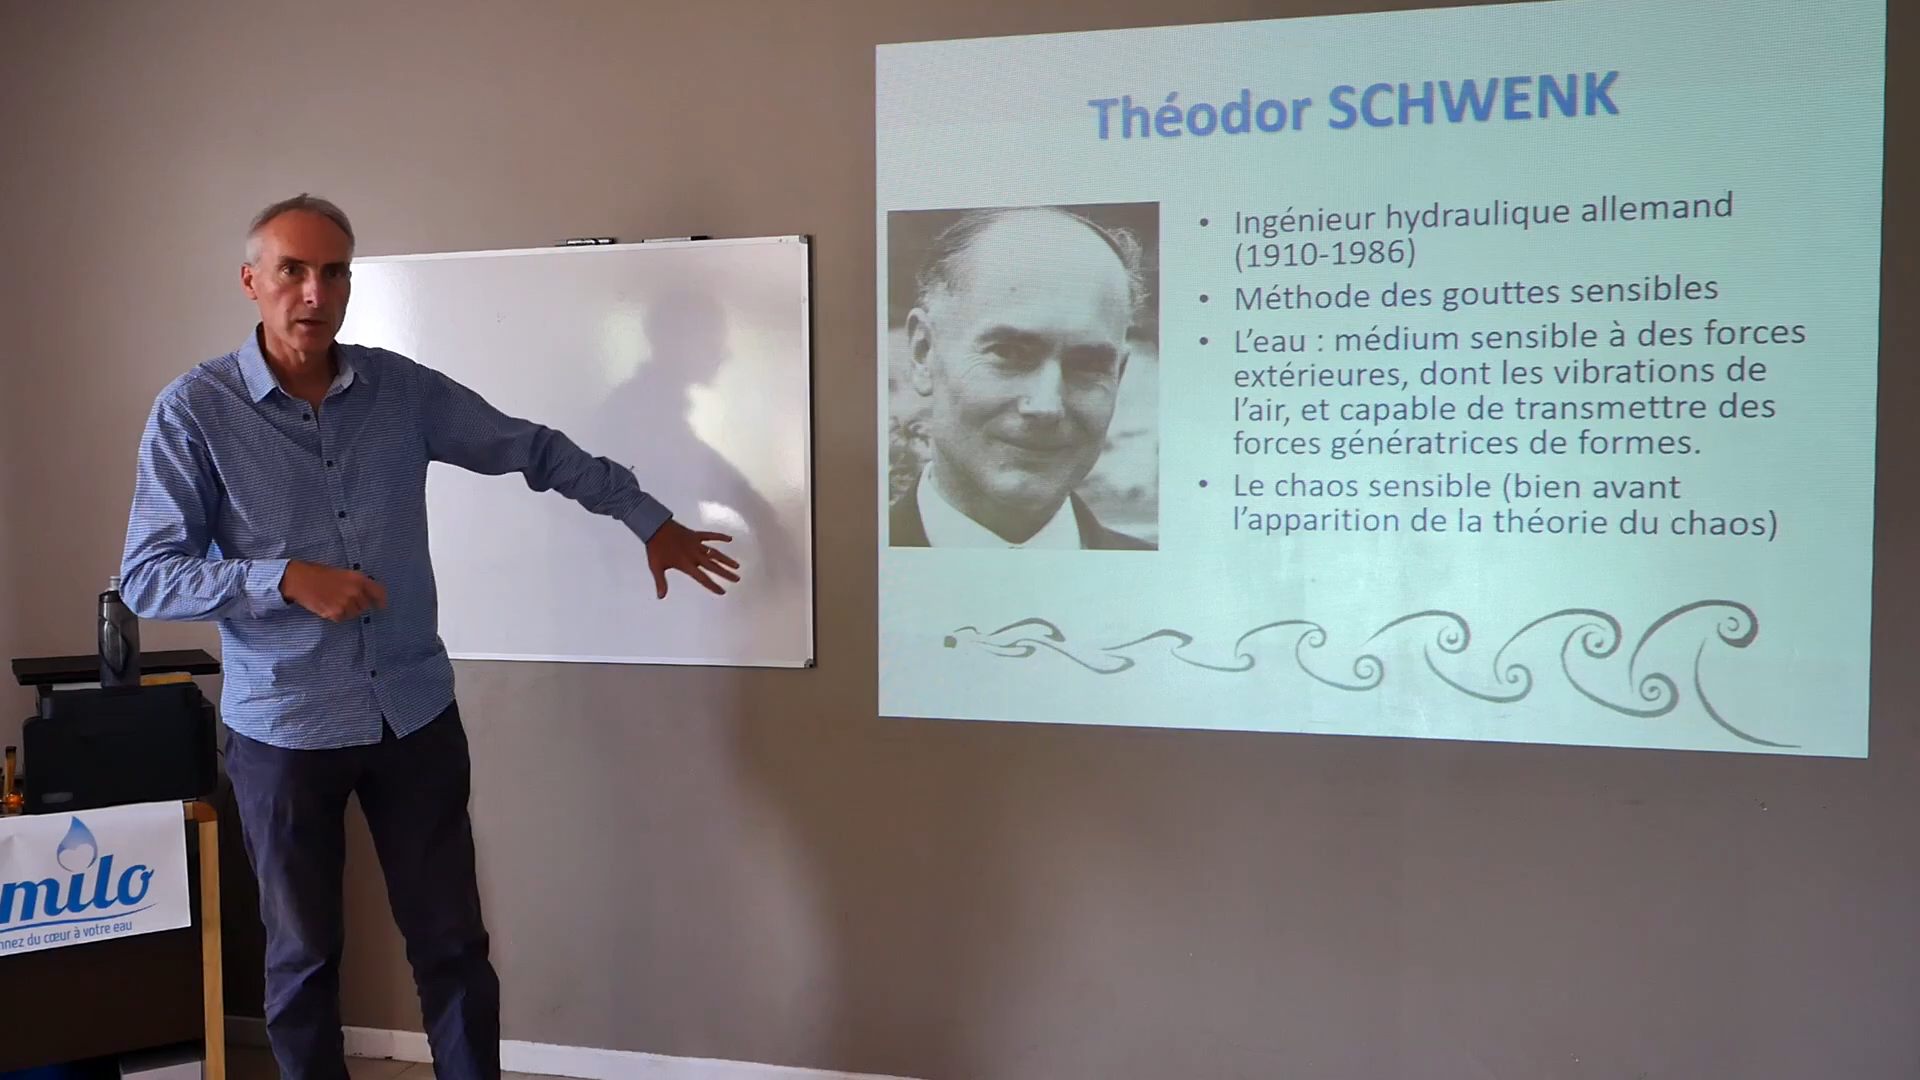 Théodor SCHWENK
• Ingénieur hydraulique allemand
(1910-1986)
• Méthode des gouttes sensibles
• L'eau : médium sensible à des forces
extérieures, dont les vibrations de
l'air, et capable de transmettre des
forces génératrices de formes.
• Le chaos sensible (bien avant
l'apparition de la théorie du chaos)
milo
nnez du cœur à votre eau